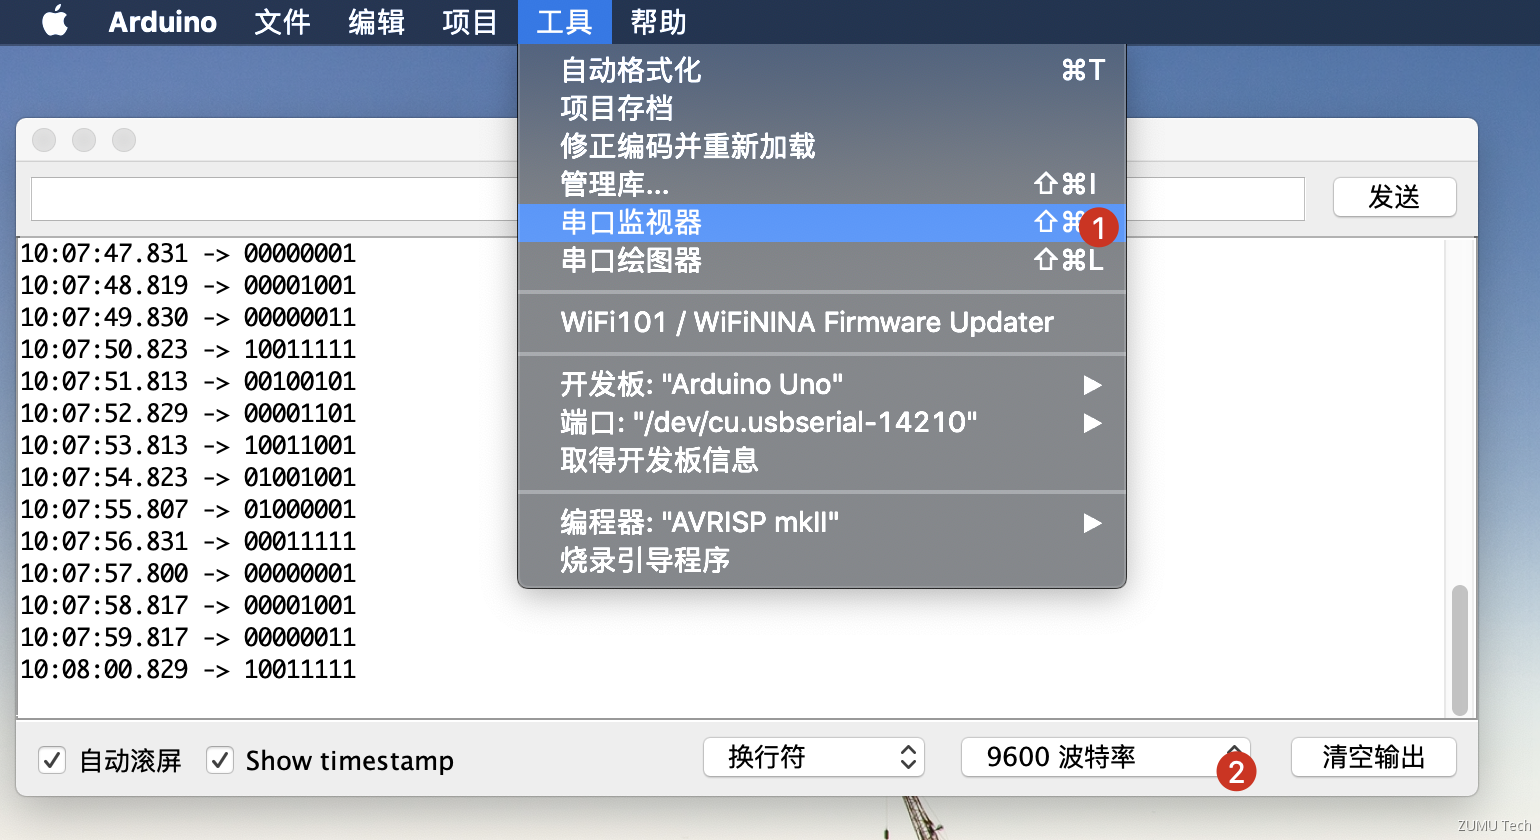 Arduino 文件 编辑 项目 工具 帮助
自动格式化 ⌘T
项目存档
修正编码并重新加载
管理库... ⇧⌘I
串口监视器 ⇧⌘ 1
串口绘图器 ⇧⌘L
WiFi101 / WiFiNINA Firmware Updater
开发板: "Arduino Uno"
端口: "/dev/cu.usbserial-14210"
取得开发板信息
编程器: "AVRISP mkII"
烧录引导程序
发送
10:07:47.831 -> 00000001
10:07:48.819 -> 00001001
10:07:49.830 -> 00000011
10:07:50.823 -> 10011111
10:07:51.813 -> 00100101
10:07:52.829 -> 00001101
10:07:53.813 -> 10011001
10:07:54.823 -> 01001001
10:07:55.807 -> 01000001
10:07:56.831 -> 00011111
10:07:57.800 -> 00000001
10:07:58.817 -> 00001001
10:07:59.817 -> 00000011
10:08:00.829 -> 10011111
自动滚屏 Show timestamp 换行符 9600 波特率 2 清空输出
ZUMU Tech